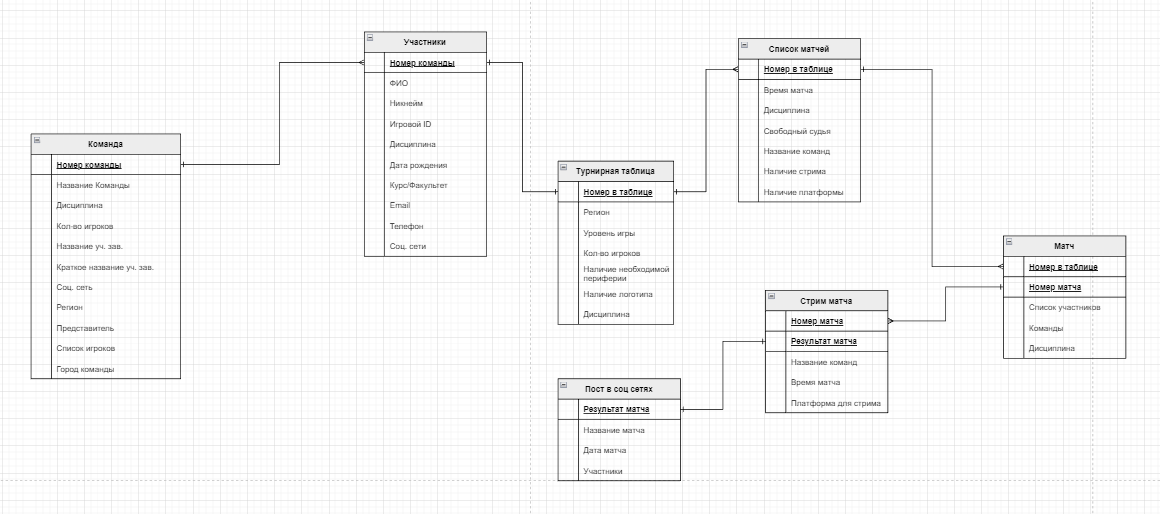 Команда
Номер команды
Название Команды
Дисциплина
Кол-во игроков
Название уч. зав.
Краткое название уч. зав.
Соц. сеть
Регион
Представитель
Список игроков
Город команды
Участники
Номер команды
ФИО
Никнейм
Игровой ID
Дисциплина
Дата рождения
Курс/Факультет
Email
Телефон
Соц. сети
Турнирная таблица
Номер в таблице
Регион
Уровень игры
Кол-во игроков
Наличие необходимой
периферии
Наличие логотипа
Дисциплина
Список матчей
Номер в таблице
Время матча
Дисциплина
Свободный судья
Название команд
Наличие стрима
Наличие платформы
Матч
Номер в таблице
Номер матча
Список участников
Команды
Дисциплина
Стрим матча
Номер матча
Результат матча
Название команд
Время матча
Платформа для стрима
Пост в соц сетях
Результат матча
Название матча
Дата матча
Участники